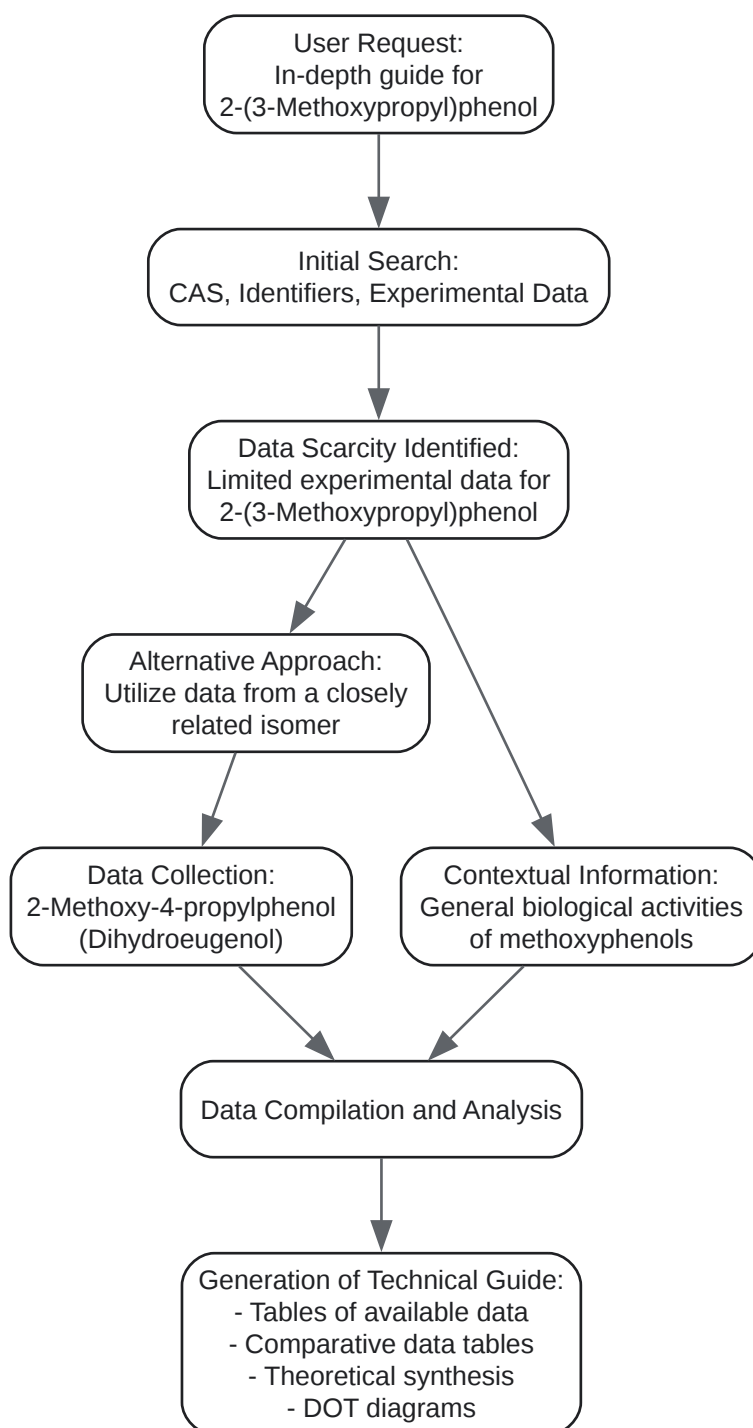 User Request:
In-depth guide for
2-(3-Methoxypropyl)phenol
Initial Search:
CAS, Identifiers, Experimental Data
Data Scarcity Identified:
Limited experimental data for
2-(3-Methoxypropyl)phenol
Alternative Approach:
Utilize data from a closely
related isomer
Data Collection:
2-Methoxy-4-propylphenol
(Dihydroeugenol)
Contextual Information:
General biological activities
of methoxyphenols
Data Compilation and Analysis
Generation of Technical Guide:
- Tables of available data
- Comparative data tables
- Theoretical synthesis
- DOT diagrams